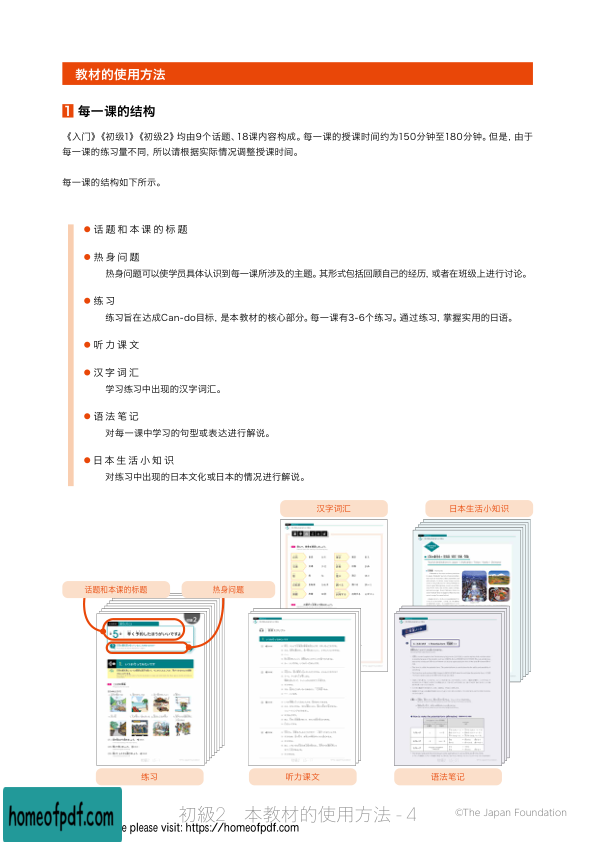 教材的使用方法
1 每一课的结构
《入门》《初级1》《初级2》均由9个话题、18课内容构成。每一课的授课时间约为150分钟至180分钟。但是，由于
每一课的练习量不同，所以请根据实际情况调整授课时间。
每一课的结构如下所示。
● 话题和本课的标题
● 热身问题
热身问题可以使学员具体认识到每一课所涉及的主题。其形式包括回顾自己的经历，或者在班级上进行讨论。
● 练习
练习旨在达成Can-do目标，是本教材的核心部分。每一课有3-6个练习。通过练习，掌握实用的日语。
● 听力课文
● 汉字词汇
学习练习中出现的汉字词汇。
● 语法笔记
对每一课中学习的句型或表达进行解说。
● 日本生活小知识
对练习中出现的日本文化或日本的情况进行解说。
汉字词汇
日本生活小知识
话题和本课的标题
热身问题
第5课 早く予約したほうがいいですよ
练习
听力课文
语法笔记
初級2 本教材的使用方法 - 4
©The Japan Foundation
homeofpdf.com
e please visit: https://homeofpdf.com